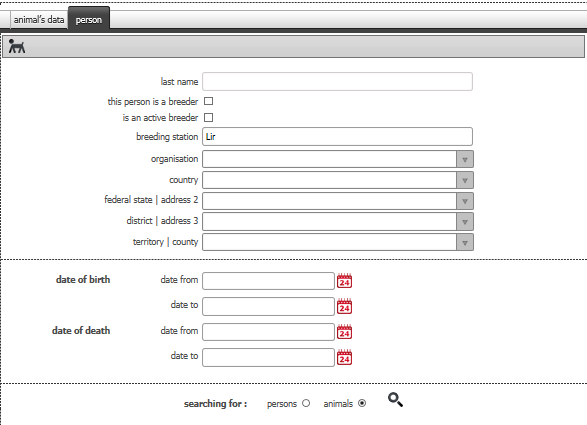 animal's data person
last name
this person is a breeder
is an active breeder
breeding station Lir
organisation
country
federal state | address 2
district | address 3
territory | county
date of birth date from 24
date to 24
date of death date from 24
date to 24
searching for : persons animals